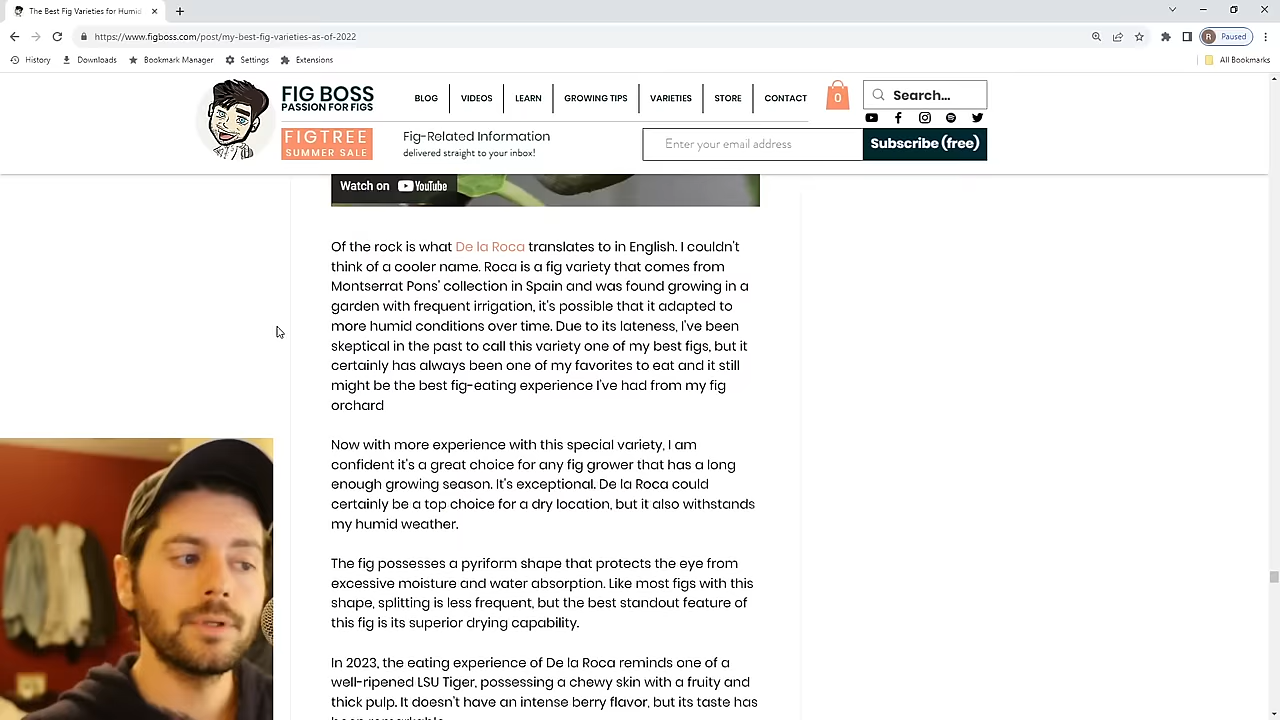 The Best Fig Varieties for Humid
https://www.figboss.com/post/my-best-fig-varieties-as-of-2022
R Paused
History Downloads Bookmark Manager Settings Extensions All Bookmarks
FIG BOSS
PASSION FOR FIGS
BLOG VIDEOS LEARN GROWING TIPS VARIETIES STORE CONTACT
0
Search...
FIGTREE
SUMMER SALE
Fig-Related Information
delivered straight to your inbox!
Enter your email address
Subscribe (free)
Watch on YouTube
Of the rock is what De la Roca translates to in English. I couldn't
think of a cooler name. Roca is a fig variety that comes from
Montserrat Pons' collection in Spain and was found growing in a
garden with frequent irrigation, it's possible that it adapted to
more humid conditions over time. Due to its lateness, I've been
skeptical in the past to call this variety one of my best figs, but it
certainly has always been one of my favorites to eat and it still
might be the best fig-eating experience I've had from my fig
orchard
Now with more experience with this special variety, I am
confident it's a great choice for any fig grower that has a long
enough growing season. It's exceptional. De la Roca could
certainly be a top choice for a dry location, but it also withstands
my humid weather.
The fig possesses a pyriform shape that protects the eye from
excessive moisture and water absorption. Like most figs with this
shape, splitting is less frequent, but the best standout feature of
this fig is its superior drying capability.
In 2023, the eating experience of De la Roca reminds one of a
well-ripened LSU Tiger, possessing a chewy skin with a fruity and
thick pulp. It doesn't have an intense berry flavor, but its taste has
been remarkable.